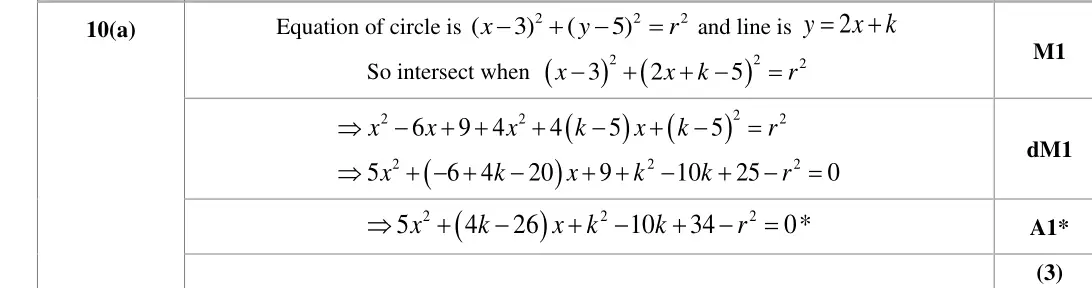 10(a)
Equation of circle is (x−3)² + (y−5)² = r² and line is y = 2x + k
So intersect when (x−3)² + (2x+k−5)² = r²
M1
⇒ x² − 6x + 9 + 4x² + 4(k−5)x + (k−5)² = r²
⇒ 5x² + (−6+4k−20)x + 9 + k² − 10k + 25 − r² = 0
dM1
⇒ 5x² + (4k−26)x + k² − 10k + 34 − r² = 0*
A1*
(3)